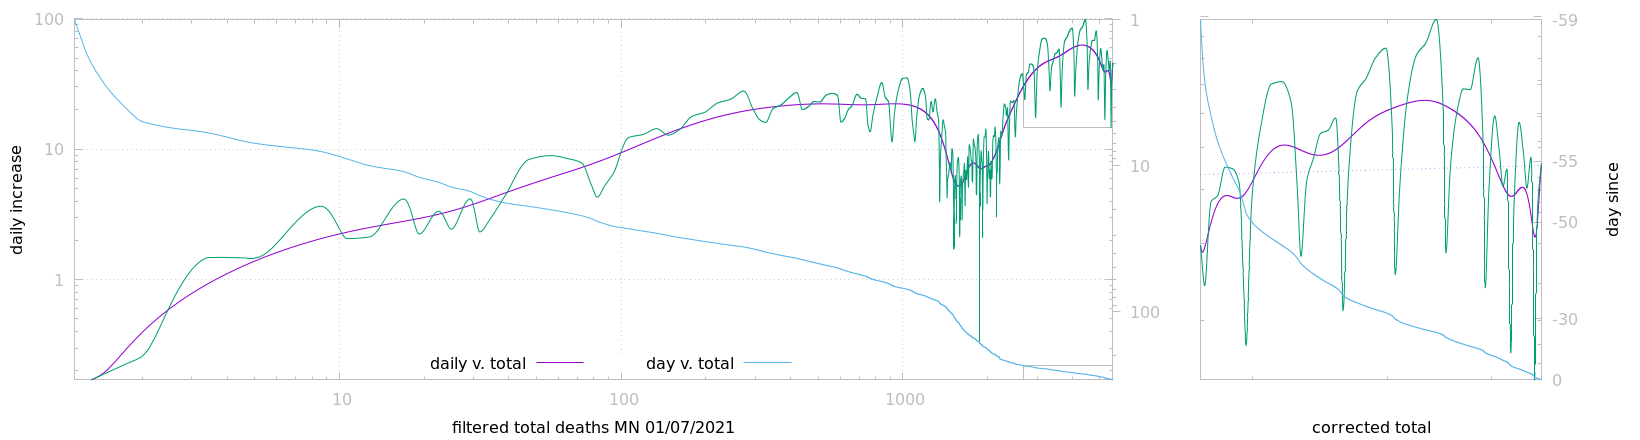 100
10
1
daily increase
daily v. total
day v. total
10
100
1000
filtered total deaths MN 01/07/2021
1
10
100
-59
-55
-50
-30
0
day since
corrected total